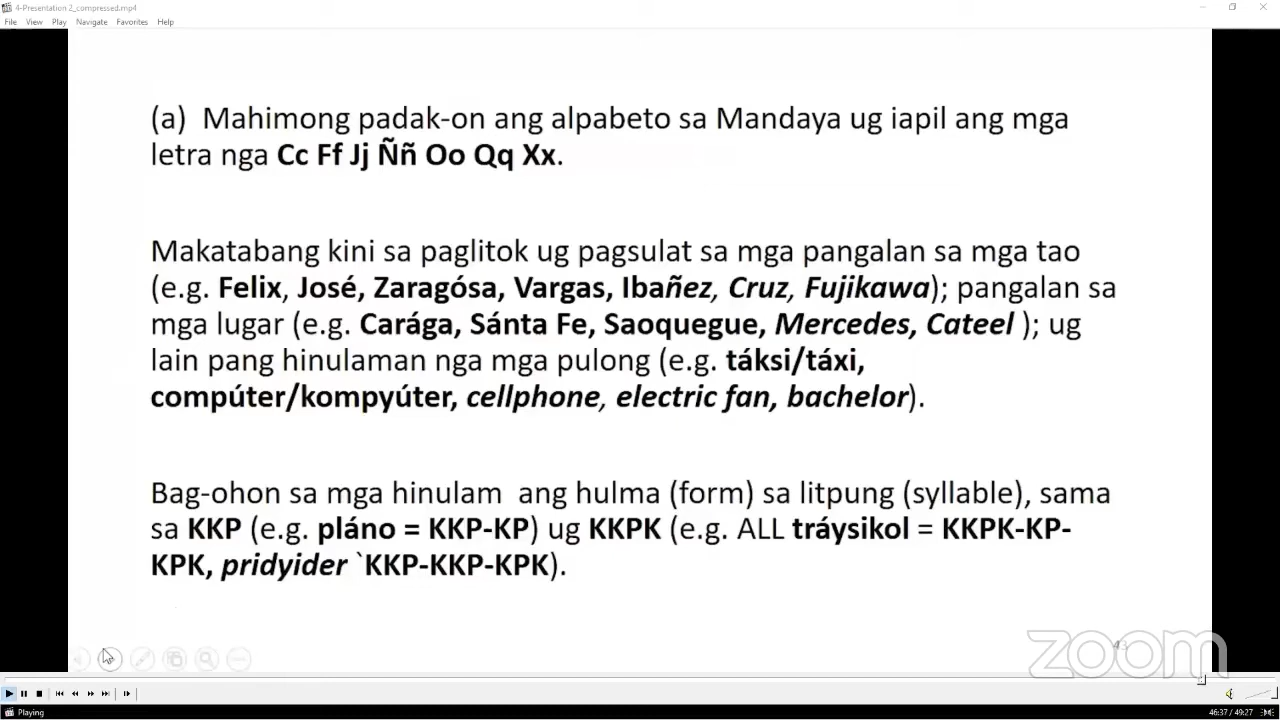 4-Presentation 2_compressed.mp4
File View Play Navigate Favorites Help
(a) Mahimong padak-on ang alpabeto sa Mandaya ug iapil ang mga
letra nga Cc Ff Jj Ññ Oo Qq Xx.
Makatabang kini sa paglitok ug pagsulat sa mga pangalan sa mga tao
(e.g. Felix, José, Zaragósa, Vargas, Ibañez, Cruz, Fujikawa); pangalan sa
mga lugar (e.g. Carága, Sánta Fe, Saoquegue, Mercedes, Cateel ); ug
lain pang hinulaman nga mga pulong (e.g. táksi/táxi,
compúter/kompyúter, cellphone, electric fan, bachelor).
Bag-ohon sa mga hinulam ang hulma (form) sa litpung (syllable), sama
sa KKP (e.g. pláno = KKP-KP) ug KKPK (e.g. ALL tráysikol = KKPK-KP-
KPK, pridyider `KKP-KKP-KPK).
43
zoom
Playing
46:37 / 49:27